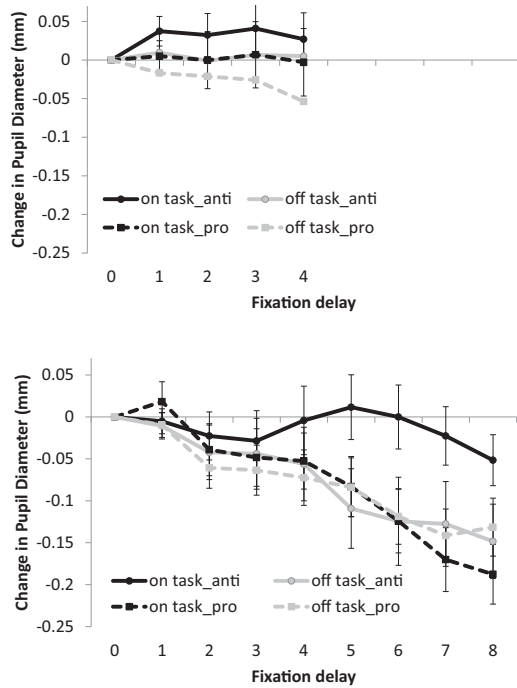 Change in Pupil Diameter (mm)
0.05
0
-0.05
-0.1
-0.15
-0.2
-0.25
on task_anti off task_anti
on task_pro off task_pro
0 1 2 3 4
Fixation delay
Change in Pupil Diameter (mm)
0.05
0
-0.05
-0.1
-0.15
-0.2
-0.25
on task_anti off task_anti
on task_pro off task_pro
0 1 2 3 4 5 6 7 8
Fixation delay